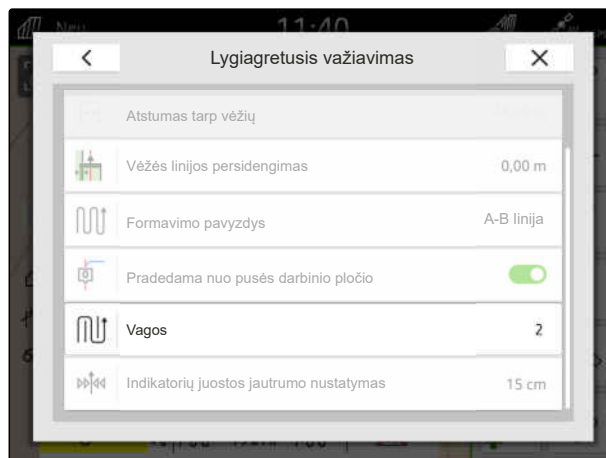 11:40
Lygiagretusis važiavimas
Atstumas tarp vėžių
Vėžės linijos persidengimas 0,00 m
Formavimo pavyzdys A-B linija
Pradedama nuo pusės darbinio pločio
Vagos 2
Indikatorių juostos jautrumo nustatymas 15 cm